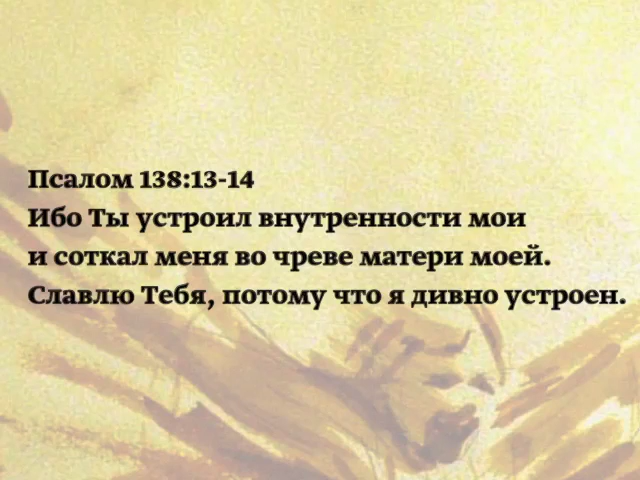 Псалом 138:13-14
Ибо Ты устроил внутренности мои
и соткал меня во чреве матери моей.
Славлю Тебя, потому что я дивно устроен.